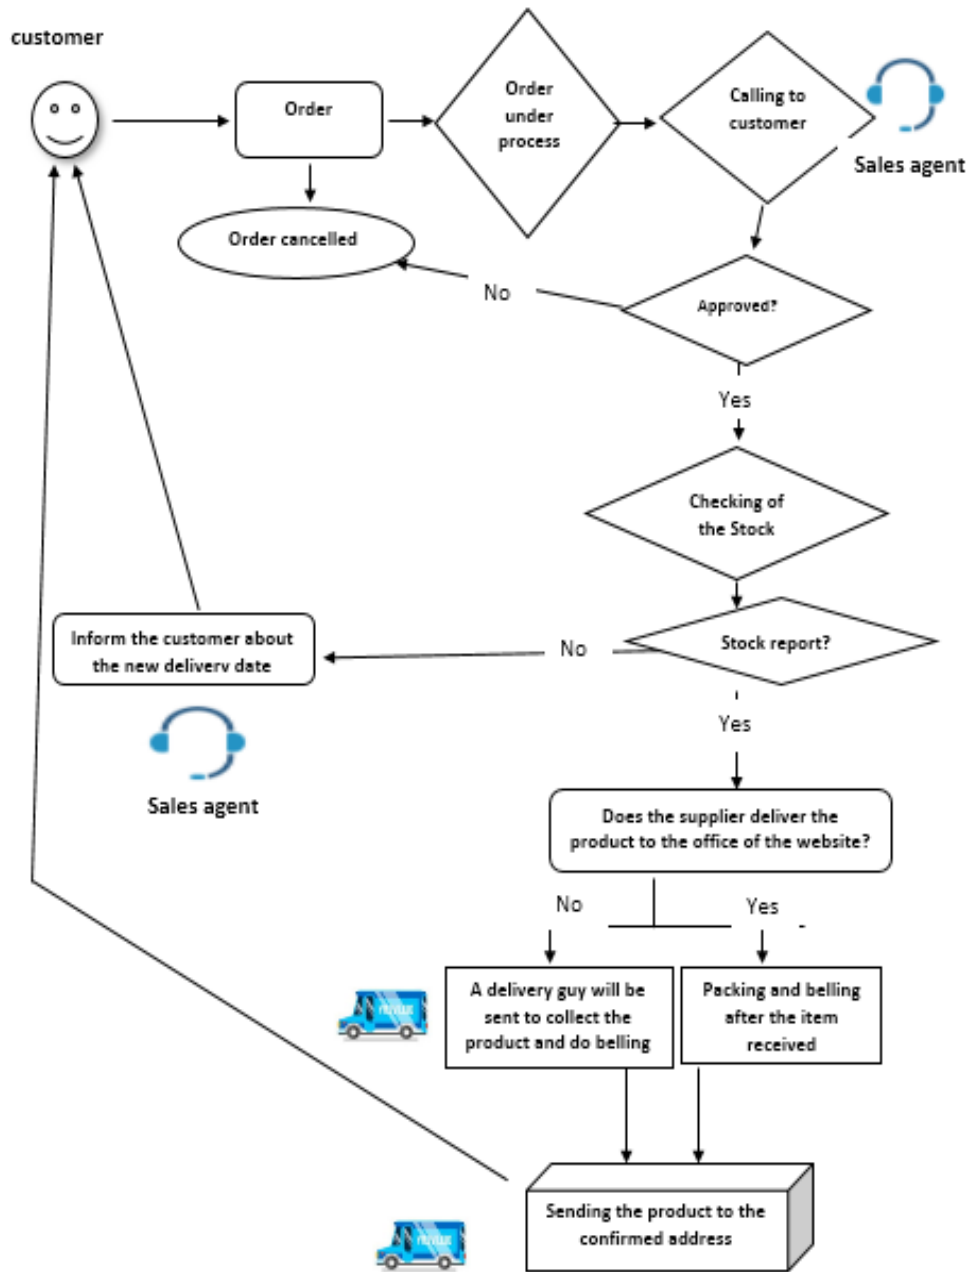 customer
Order
Order
under
process
Calling to
customer
Sales agent
Order cancelled
No
Approved?
Yes
Checking of
the Stock
Inform the customer about
the new delivery date
No
Stock report?
Sales agent
Yes
Does the supplier deliver the
product to the office of the website?
No
Yes
A delivery guy will be
sent to collect the
product and do belling
Packing and belling
after the item
received
Sending the product to the
confirmed address